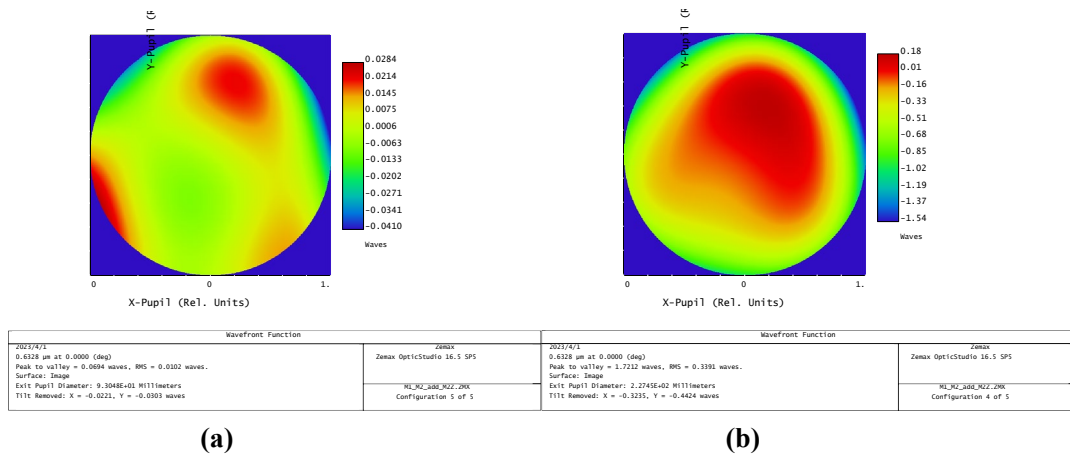 Y-Pupil (R
0.0284
0.0214
0.0145
0.0075
0.0006
-0.0063
-0.0133
-0.0202
-0.0271
-0.0341
-0.0410
Waves
0 0 1.
X-Pupil (Rel. Units)
Wavefront Function
2023/4/1
0.6328 μm at 0.0000 (deg)
Peak to valley = 0.0694 waves, RMS = 0.0102 waves.
Surface: Image
Exit Pupil Diameter: 9.3048E+01 Millimeters
Tilt Removed: X = -0.0221, Y = -0.0303 waves
Zemax
Zemax OpticStudio 16.5 SP5
M1_M2_add_M22.ZMX
Configuration 5 of 5
(a)
Y-Pupil (R
0.18
0.01
-0.16
-0.33
-0.51
-0.68
-0.85
-1.02
-1.19
-1.37
-1.54
Waves
0 0 1.
X-Pupil (Rel. Units)
Wavefront Function
2023/4/1
0.6328 μm at 0.0000 (deg)
Peak to valley = 1.7212 waves, RMS = 0.3391 waves.
Surface: Image
Exit Pupil Diameter: 2.2745E+02 Millimeters
Tilt Removed: X = -0.3235, Y = -0.4424 waves
Zemax
Zemax OpticStudio 16.5 SP5
M1_M2_add_M22.ZMX
Configuration 4 of 5
(b)